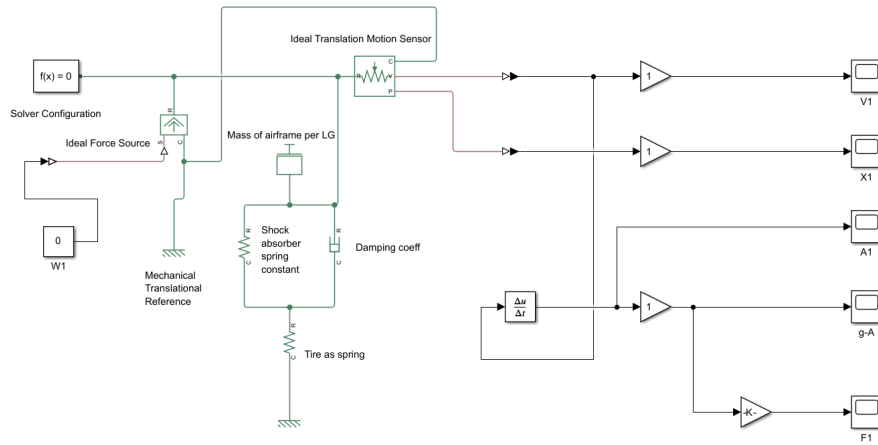 Ideal Translation Motion Sensor
f(x) = 0
R
C
V
P
1
V1
Solver Configuration
R
Ideal Force Source
S
C
Mass of airframe per LG
1
X1
0
W1
R
Shock
absorber
spring
constant
C
R
C
Damping coeff
A1
Mechanical
Translational
Reference
Δu
Δt
1
g-A
R
C
Tire as spring
-K-
F1